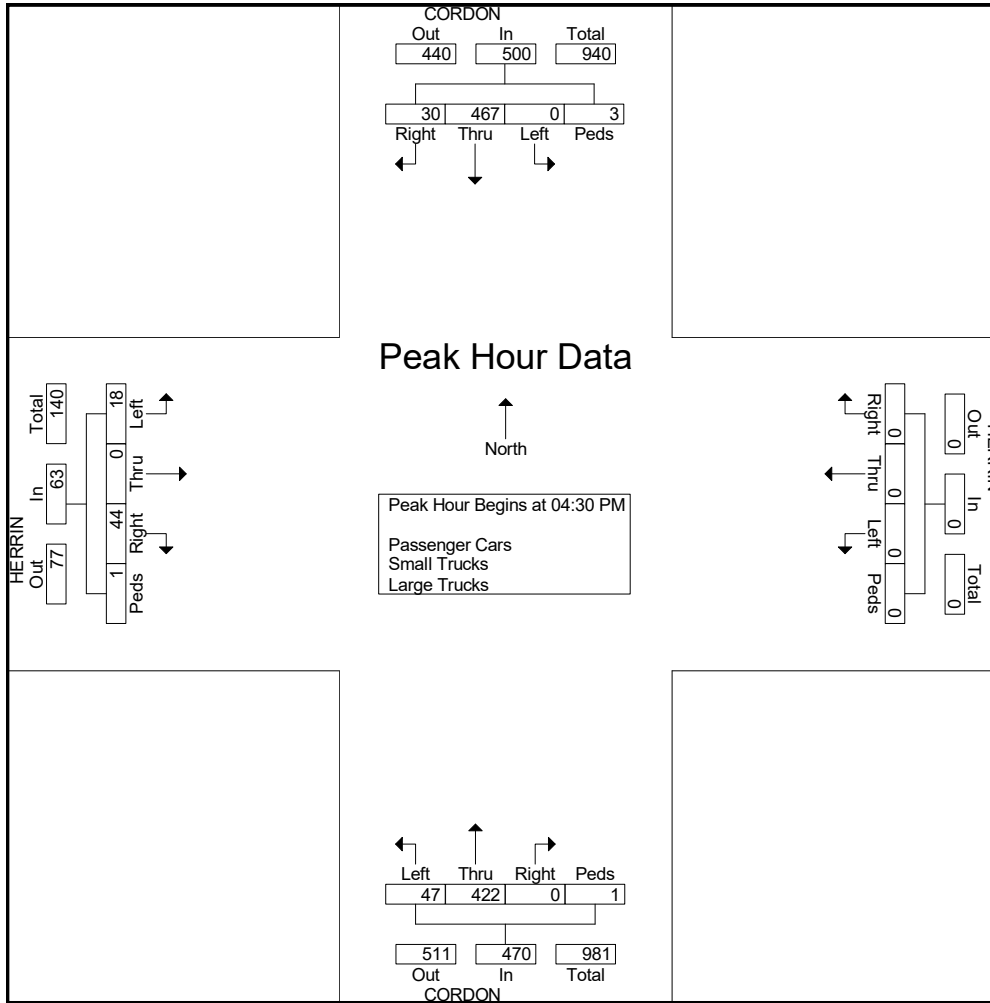 CORDON
Out In Total
440 500 940
30 467 0 3
Right Thru Left Peds
Peak Hour Data
North
Peak Hour Begins at 04:30 PM
Passenger Cars
Small Trucks
Large Trucks
HERRIN
Out In Total
77 63 140
18 0 44 1
Left Thru Right Peds
Out In Total
0 0 0
0 0 0 0
Right Thru Left Peds
Left Thru Right Peds
47 422 0 1
511 470 981
Out In Total
CORDON